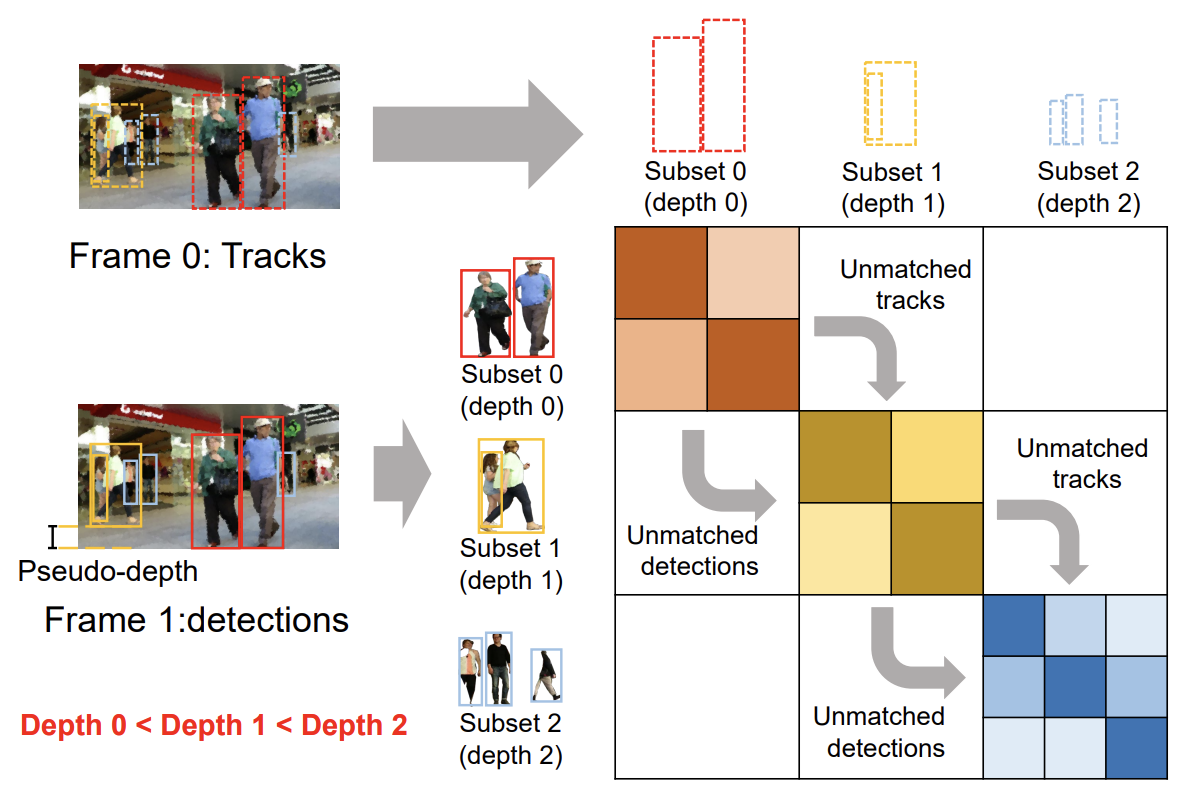 Subset 0
(depth 0)
Subset 1
(depth 1)
Subset 2
(depth 2)
Frame 0: Tracks
Unmatched
tracks
Subset 0
(depth 0)
Unmatched
tracks
Subset 1
(depth 1)
Unmatched
detections
Pseudo-depth
Frame 1:detections
Subset 2
(depth 2)
Unmatched
detections
Depth 0 < Depth 1 < Depth 2